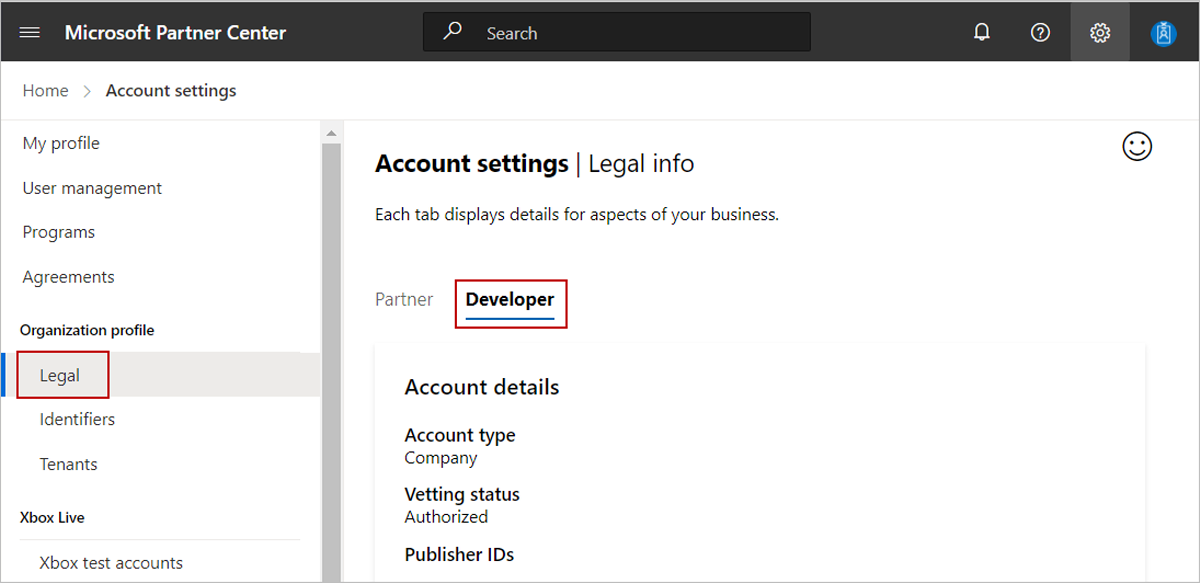 Microsoft Partner Center
Search
Home > Account settings
My profile
User management
Programs
Agreements
Organization profile
Legal
Identifiers
Tenants
Xbox Live
Xbox test accounts
Account settings | Legal info
Each tab displays details for aspects of your business.
Partner
Developer
Account details
Account type
Company
Vetting status
Authorized
Publisher IDs